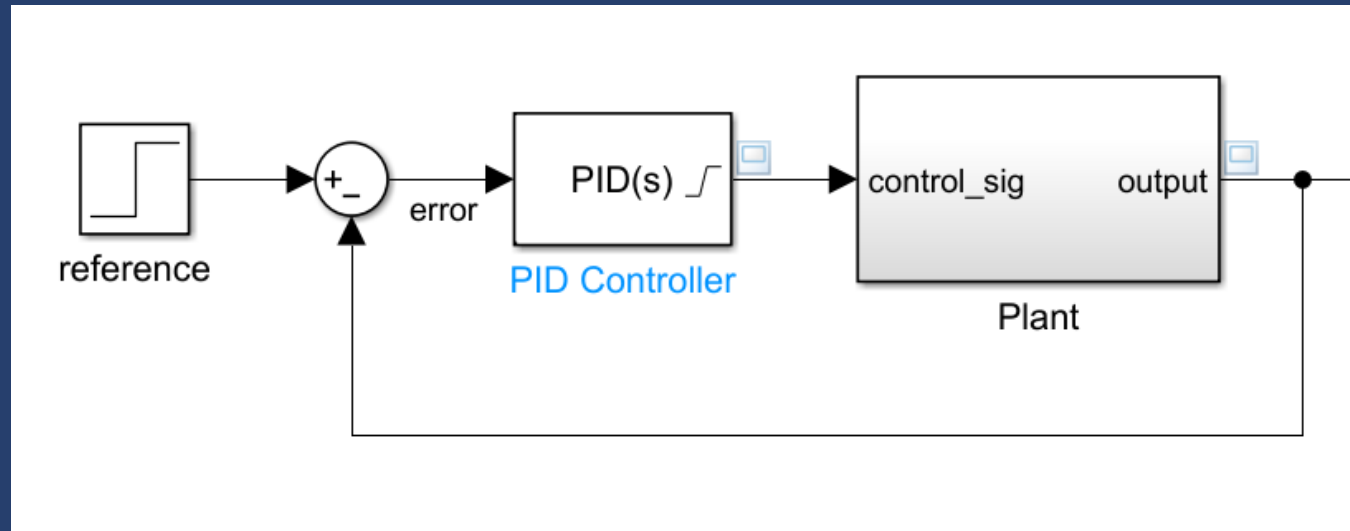 +
_
error
reference
PID(s)
PID Controller
control_sig
output
Plant